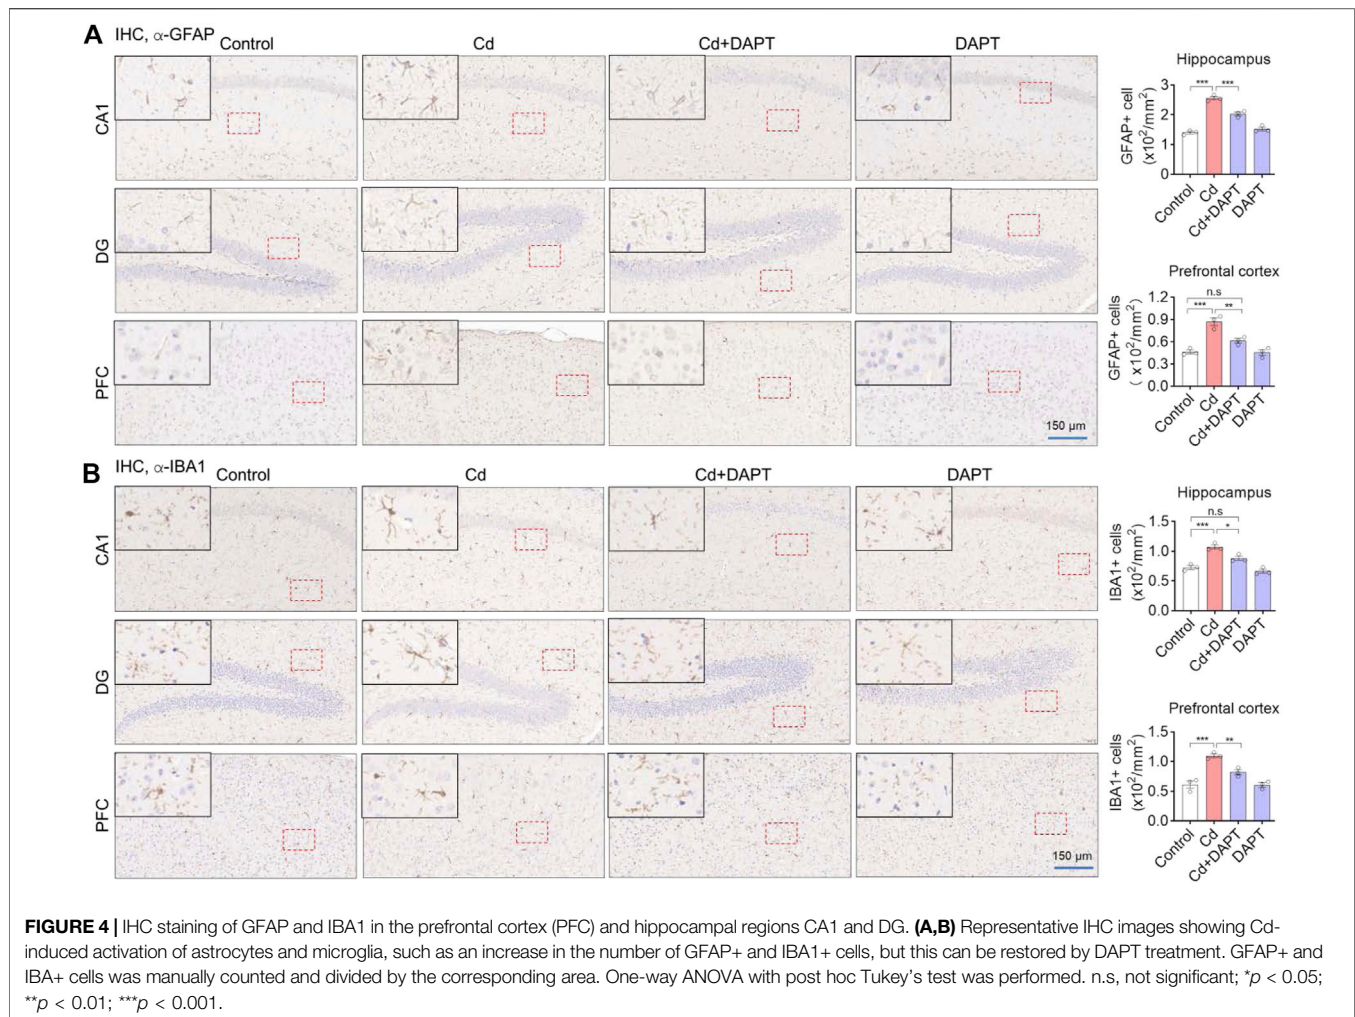 A
IHC, α-GFAP
Control
Cd
Cd+DAPT
DAPT
CA1
DG
PFC
150 µm
Hippocampus
GFAP+ cell
(x10²/mm²)
3
2
1
0
***
***
Control
Cd
Cd+DAPT
DAPT
Prefrontal cortex
GFAP+ cells
( x10²/mm²)
1.2
0.9
0.6
0.3
0.0
n.s
***
**
Control
Cd
Cd+DAPT
DAPT
B
IHC, α-IBA1
Control
Cd
Cd+DAPT
DAPT
CA1
DG
PFC
150 µm
Hippocampus
IBA1+ cells
(x10²/mm²)
1.5
1.0
0.5
0.0
n.s
***
*
Control
Cd
Cd+DAPT
DAPT
Prefrontal cortex
IBA1+ cells
(x10²/mm²)
1.5
1.0
0.5
0.0
***
**
Control
Cd
Cd+DAPT
DAPT
FIGURE 4 | IHC staining of GFAP and IBA1 in the prefrontal cortex (PFC) and hippocampal regions CA1 and DG. (A,B) Representative IHC images showing Cd-
induced activation of astrocytes and microglia, such as an increase in the number of GFAP+ and IBA1+ cells, but this can be restored by DAPT treatment. GFAP+ and
IBA+ cells was manually counted and divided by the corresponding area. One-way ANOVA with post hoc Tukey's test was performed. n.s, not significant; *p < 0.05;
**p < 0.01; ***p < 0.001.